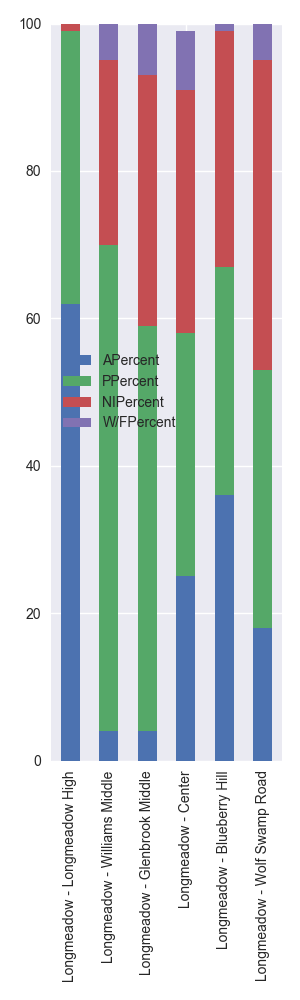 100
80
60
40
20
0
APercent
PPercent
NIPercent
W/FPercent
Longmeadow - Longmeadow High
Longmeadow - Williams Middle
Longmeadow - Glenbrook Middle
Longmeadow - Center
Longmeadow - Blueberry Hill
Longmeadow - Wolf Swamp Road